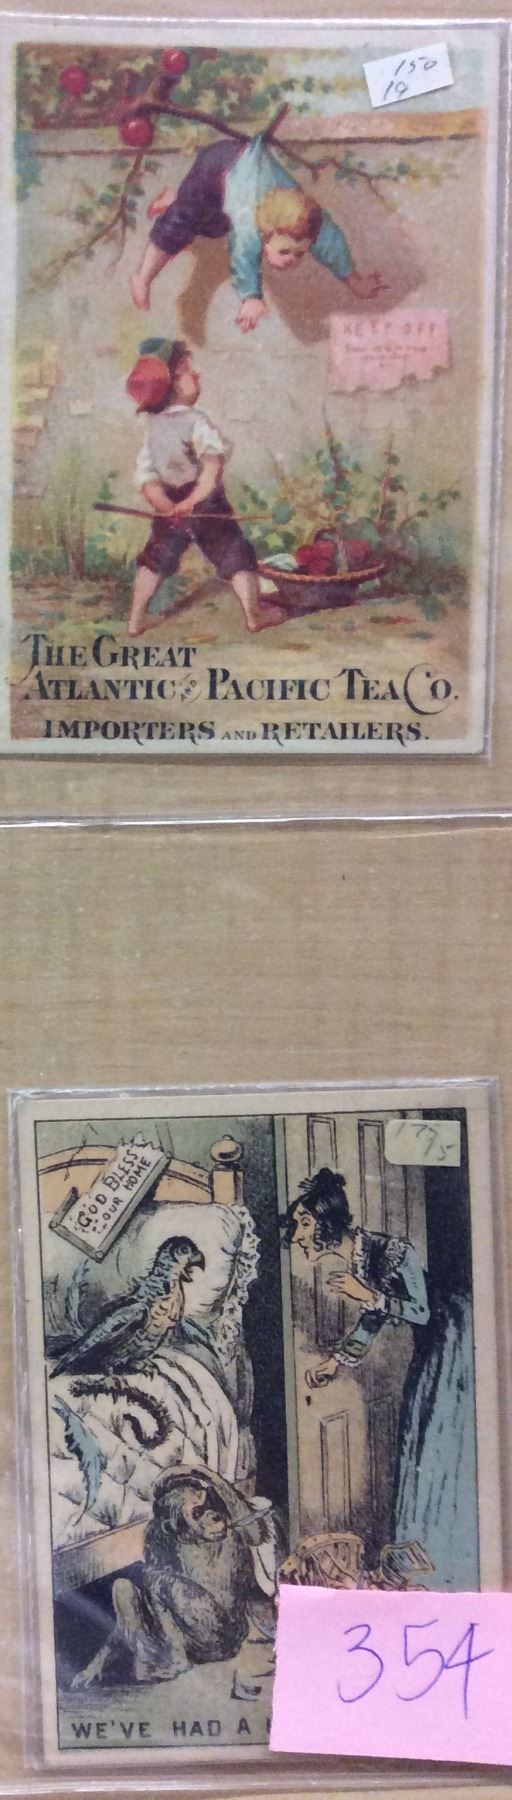 150
19
KEEP OFF
THE GREAT
ATLANTIC AND PACIFIC TEA CO.
IMPORTERS AND RETAILERS.
GOD BLESS
OUR HOME
354
WE'VE HAD A